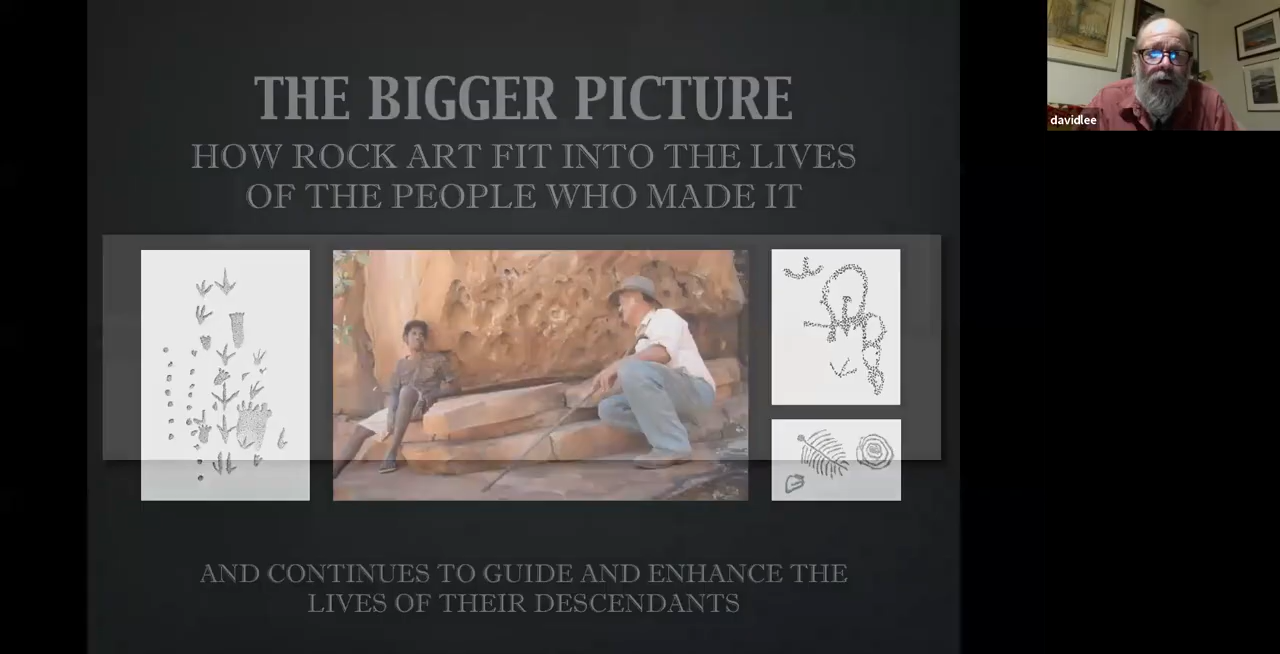 THE BIGGER PICTURE
HOW ROCK ART FIT INTO THE LIVES
OF THE PEOPLE WHO MADE IT
davidlee
AND CONTINUES TO GUIDE AND ENHANCE THE
LIVES OF THEIR DESCENDANTS